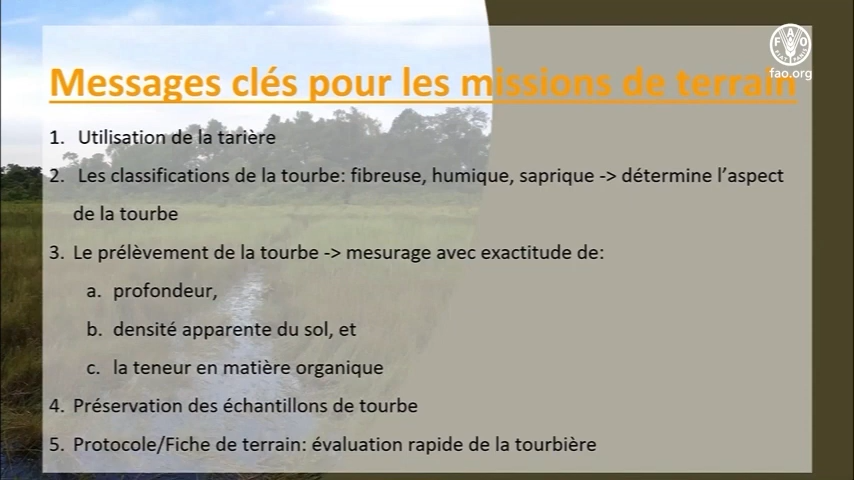 FAO
FIAT PANIS
fao.org
Messages clés pour les missions de terrain
1. Utilisation de la tarière
2. Les classifications de la tourbe: fibreuse, humique, saprique -> détermine l’aspect
de la tourbe
3. Le prélèvement de la tourbe -> mesurage avec exactitude de:
a. profondeur,
b. densité apparente du sol, et
c. la teneur en matière organique
4. Préservation des échantillons de tourbe
5. Protocole/Fiche de terrain: évaluation rapide de la tourbière